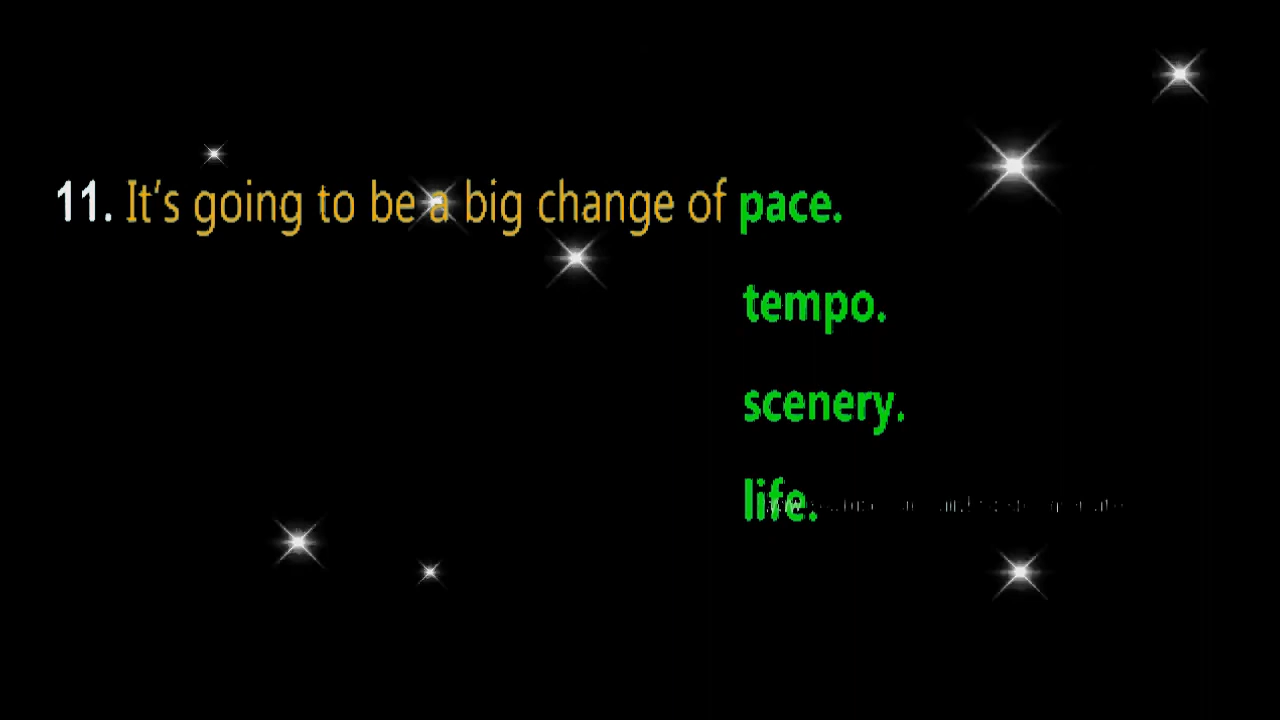 11. It's going to be a big change of pace.
tempo.
scenery.
life.